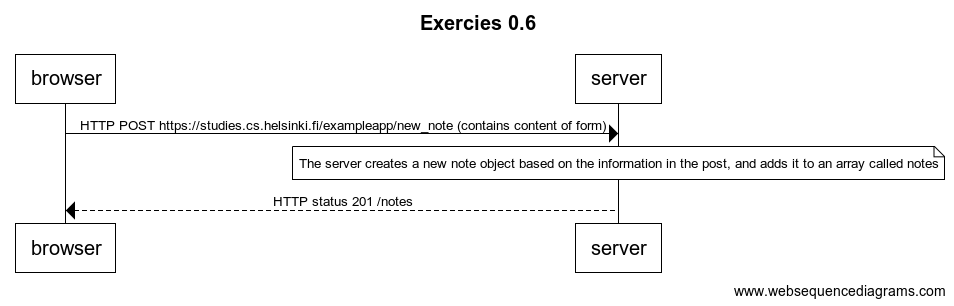 Exercies 0.6
browser
server
HTTP POST https://studies.cs.helsinki.fi/exampleapp/new_note (contains content of form)
The server creates a new note object based on the information in the post, and adds it to an array called notes
HTTP status 201 /notes
browser
server
www.websequencediagrams.com